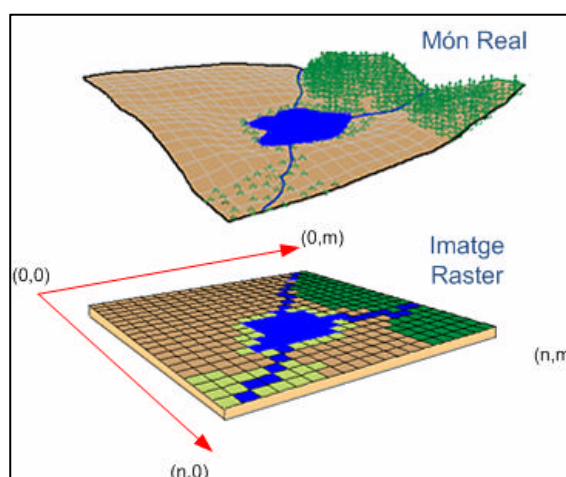 Món Real
(0,m)
Imatge
Raster
(0,0)
(n,m
(n,0)